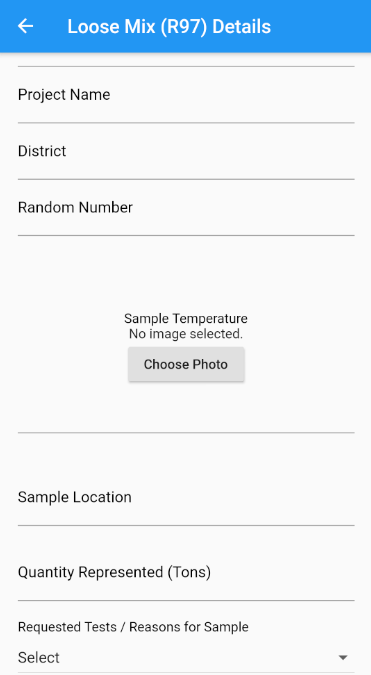 Loose Mix (R97) Details
Project Name
District
Random Number
Sample Temperature
No image selected.
Choose Photo
Sample Location
Quantity Represented (Tons)
Requested Tests / Reasons for Sample
Select